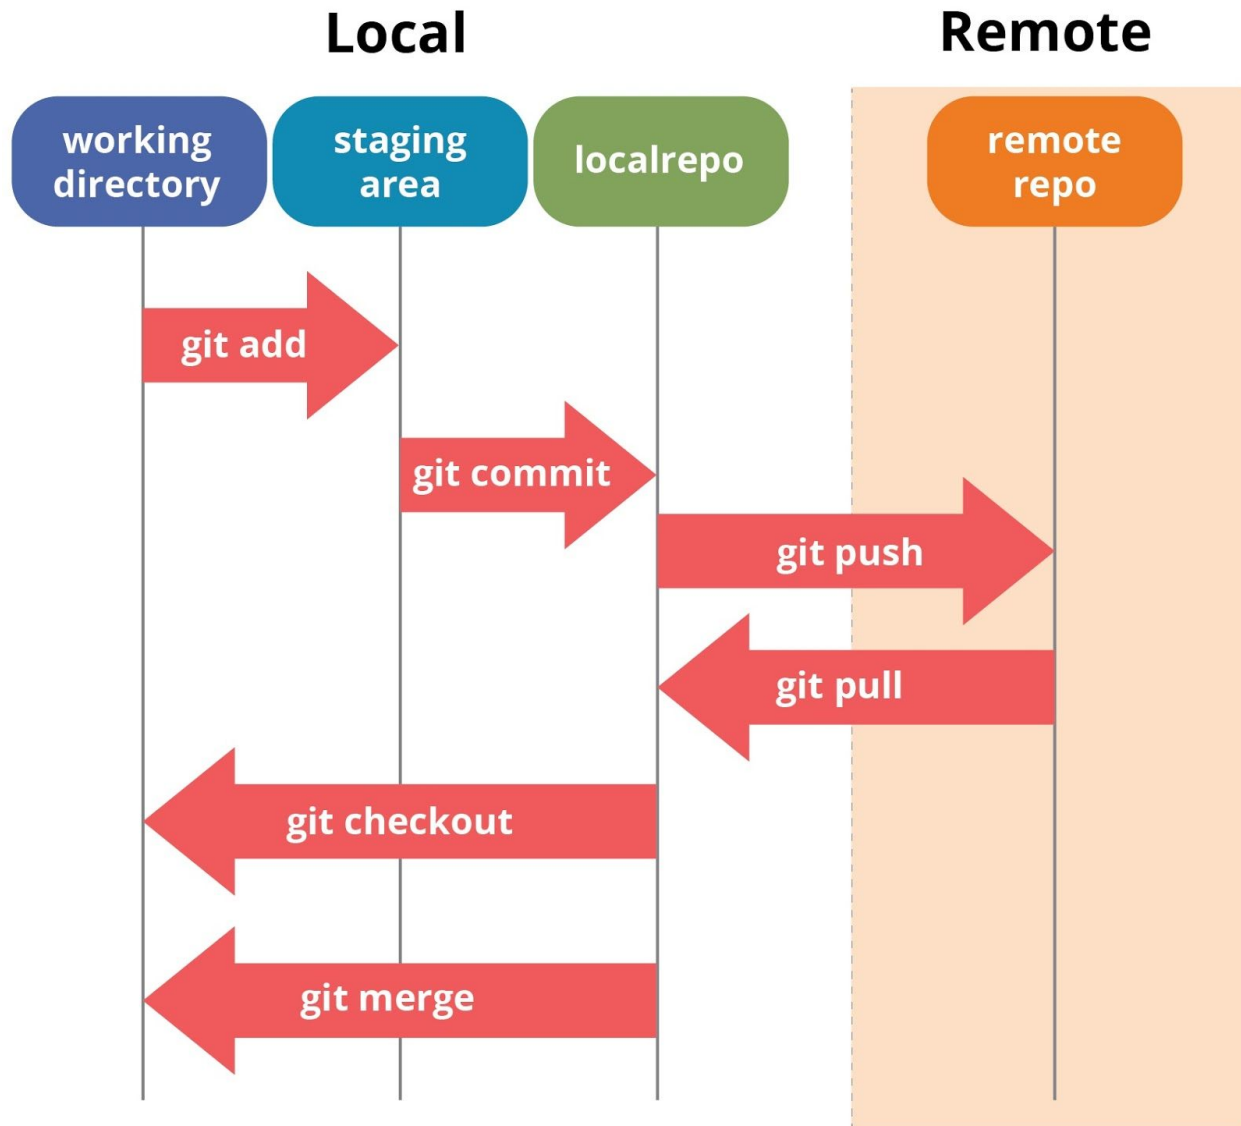 Local
Remote
working
directory
staging
area
localrepo
remote
repo
git add
git commit
git push
git pull
git checkout
git merge